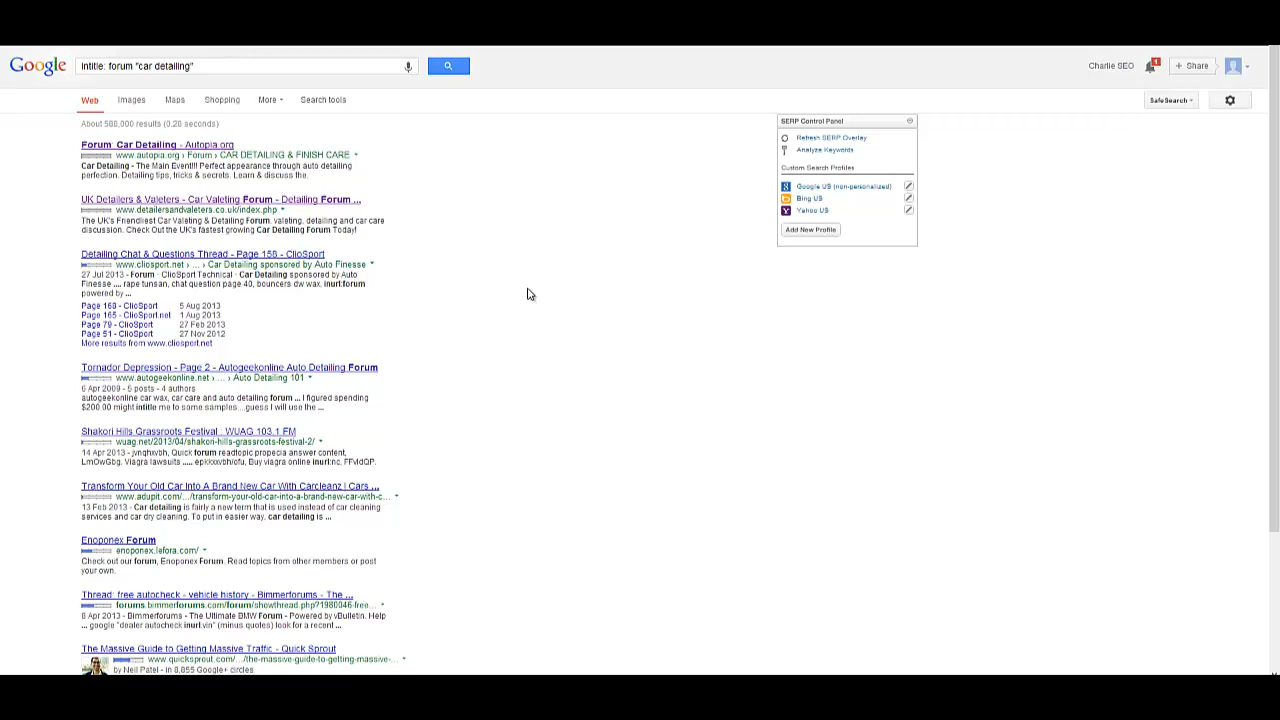 Google
intitle: forum "car detailing"
Charlie SEO
1
+ Share
Web Images Maps Shopping More Search tools
SafeSearch
About 588,000 results (0.28 seconds)
Forum: Car Detailing - Autopia.org
www.autopia.org › Forum › CAR DETAILING & FINISH CARE
Car Detailing - The Main Event!!! Perfect appearance through auto detailing
perfection. Detailing tips, tricks & secrets. Learn & discuss the.
UK Detailers & Valeters - Car Valeting Forum - Detailing Forum ...
www.detailersandvaleters.co.uk/index.php
The UK's Friendliest Car Valeting & Detailing Forum. valeting, detailing and car care
discussion. Check Out the UK's fastest growing Car Detailing Forum Today!
Detailing Chat & Questions Thread - Page 158 - ClioSport
www.cliosport.net › ... › Car Detailing sponsored by Auto Finesse
27 Jul 2013 - Forum · ClioSport Technical · Car Detailing sponsored by Auto
Finesse .... rape tunsan, chat question page 40, bouncers dw wax, inurl:forum
powered by ...
Page 168 - ClioSport 5 Aug 2013
Page 165 - ClioSport.net 1 Aug 2013
Page 79 - ClioSport 27 Feb 2013
Page 51 - ClioSport 27 Nov 2012
More results from www.cliosport.net
Tornador Depression - Page 2 - Autogeekonline Auto Detailing Forum
www.autogeekonline.net › ... › Auto Detailing 101
6 Apr 2009 - 5 posts - 4 authors
autogeekonline car wax, car care and auto detailing forum ... I figured spending
$200.00 might intitle me to some samples....guess I will use the ...
Shakori Hills Grassroots Festival : WUAG 103.1 FM
wuag.net/2013/04/shakori-hills-grassroots-festival-2/
14 Apr 2013 - jvnqhxbh, Quick forum readtopic propecia answer content,
LmOwGbg, Viagra lawsuits ..... epkkxvbh/ofu, Buy viagra online inurl:nc, FFvldQP.
Transform Your Old Car Into A Brand New Car With Carcleanz | Cars ...
www.adupit.com/.../transform-your-old-car-into-a-brand-new-car-with-c...
13 Feb 2013 - Car detailing is fairly a new term that is used instead of car cleaning
services and car dry cleaning. To put in easier way, car detailing is ...
Enoponex Forum
enoponex.lefora.com/
Check out our forum, Enoponex Forum. Read topics from other members or post
your own.
Thread: free autocheck - vehicle history - Bimmerforums - The ...
forums.bimmerforums.com/forum/showthread.php?1980046-free...
8 Apr 2013 - Bimmerforums - The Ultimate BMW Forum - Powered by vBulletin. Help
... google "dealer autocheck inurl:vin" (minus quotes) look for a recent ...
The Massive Guide to Getting Massive Traffic - Quick Sprout
www.quicksprout.com/.../the-massive-guide-to-getting-massive-...
by Neil Patel - in 8,855 Google+ circles
SERP Control Panel
Refresh SERP Overlay
Analyze Keywords
Custom Search Profiles
Google US (non-personalized)
Bing US
Yahoo US
Add New Profile